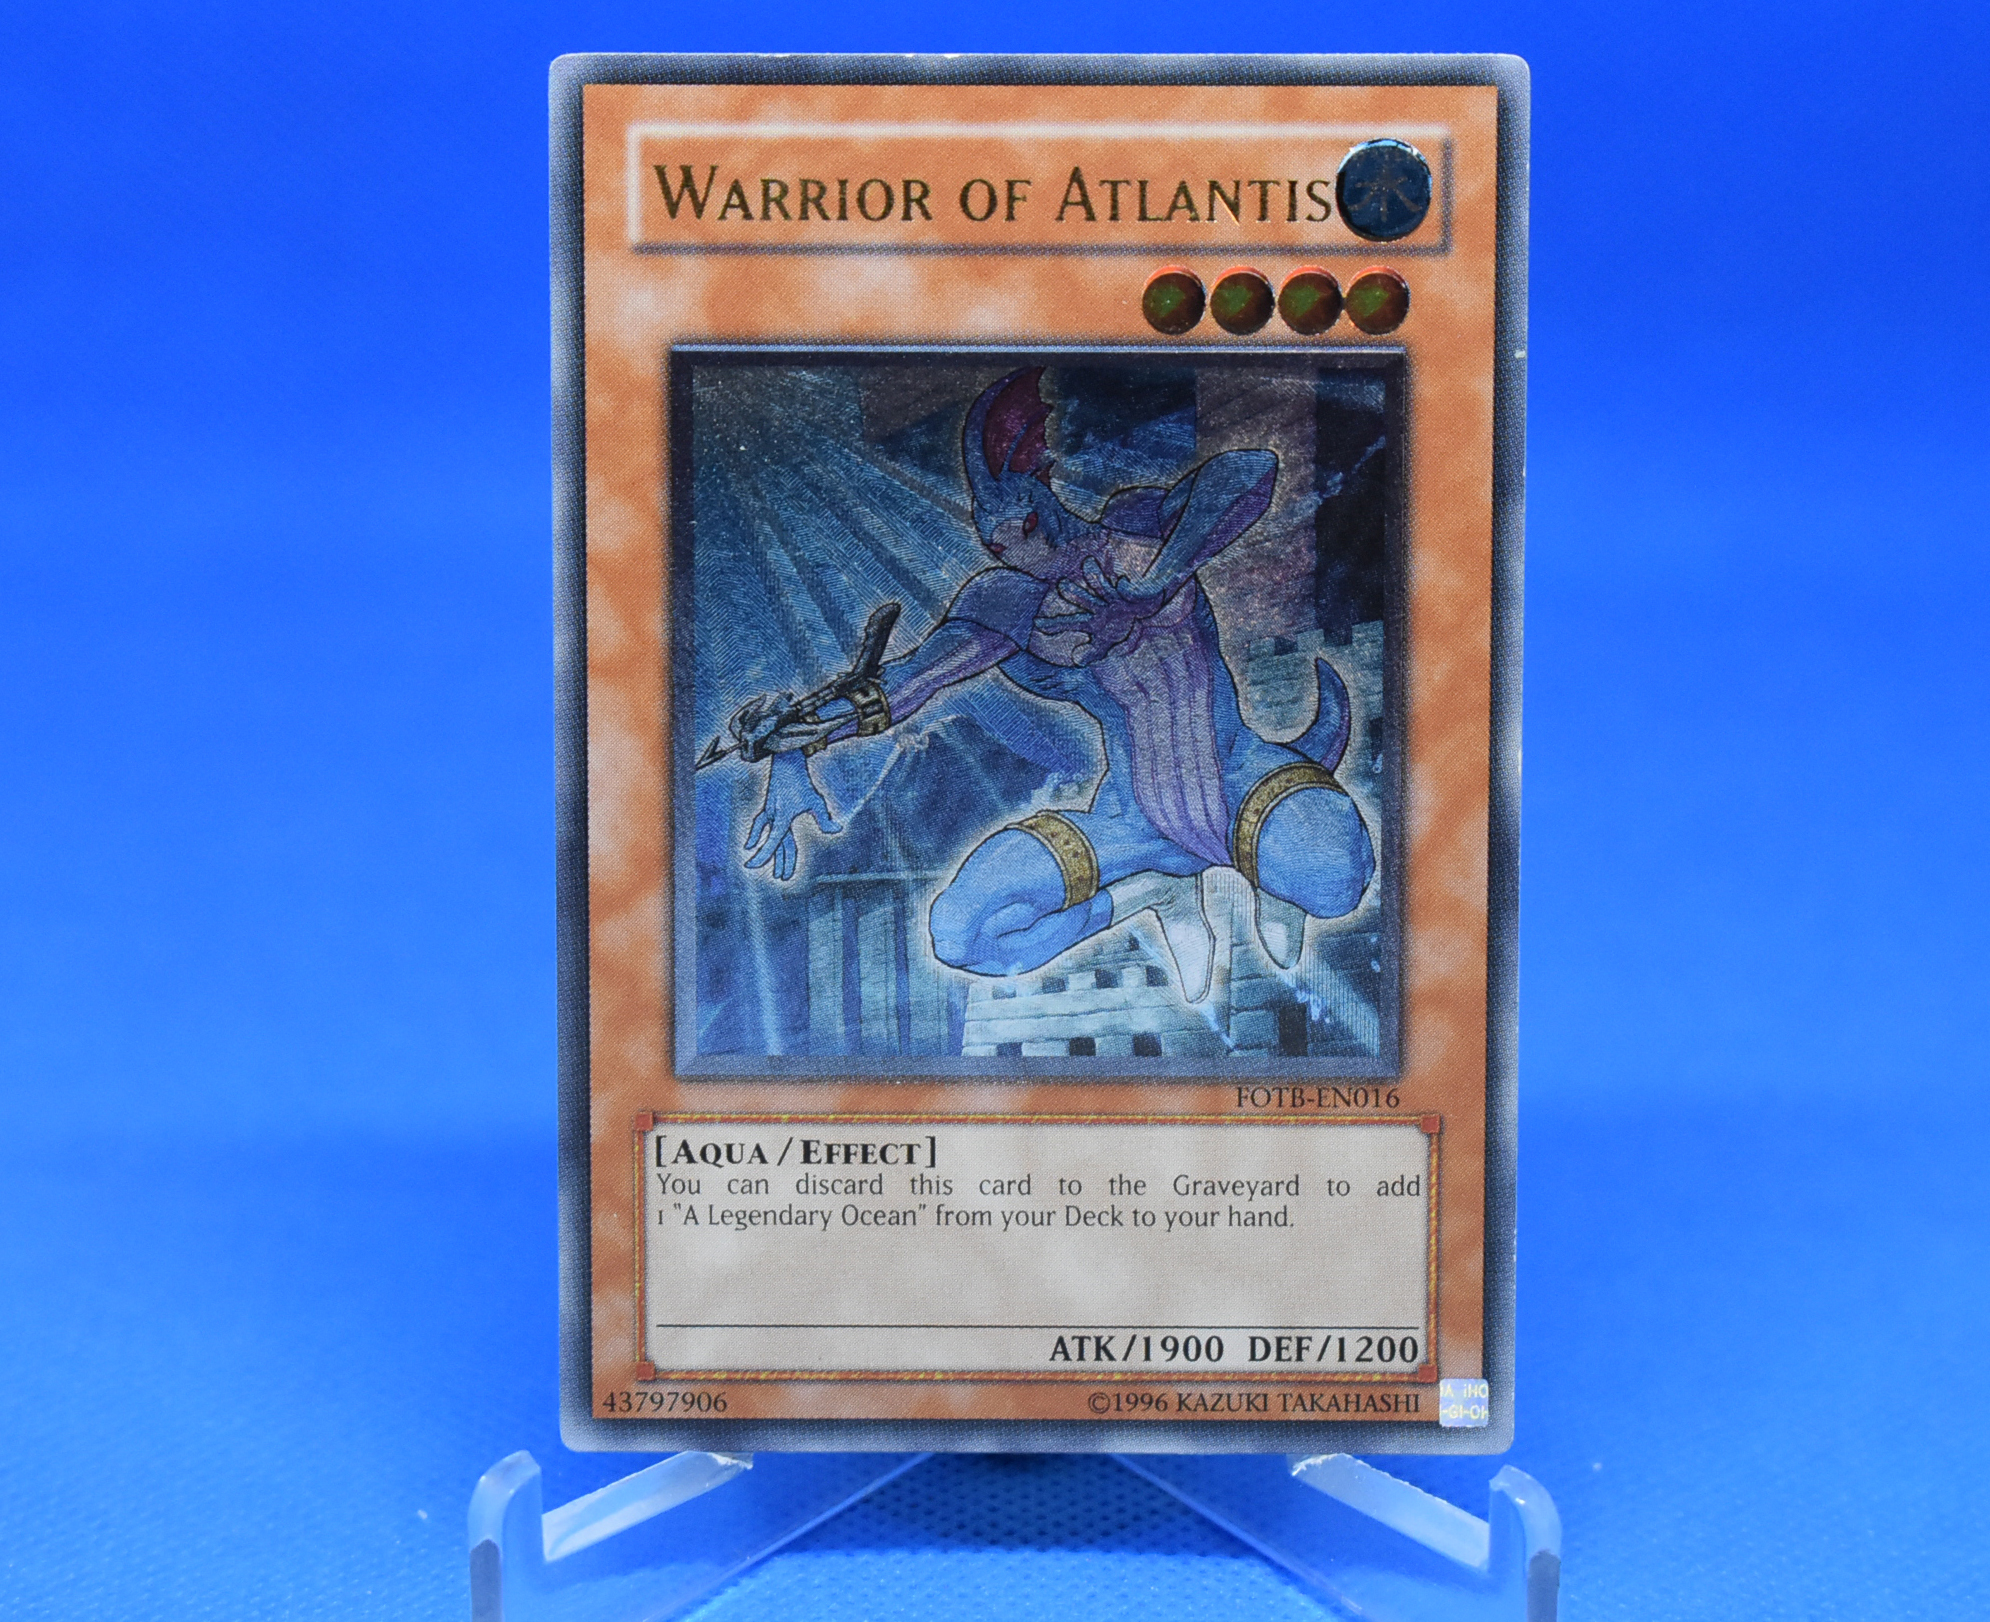 WARRIOR OF ATLANTIS
水
FOTB-EN016
[AQUA / EFFECT]
You can discard this card to the Graveyard to add
1 "A Legendary Ocean" from your Deck to your hand.
ATK/1900 DEF/1200
43797906
©1996 KAZUKI TAKAHASHI